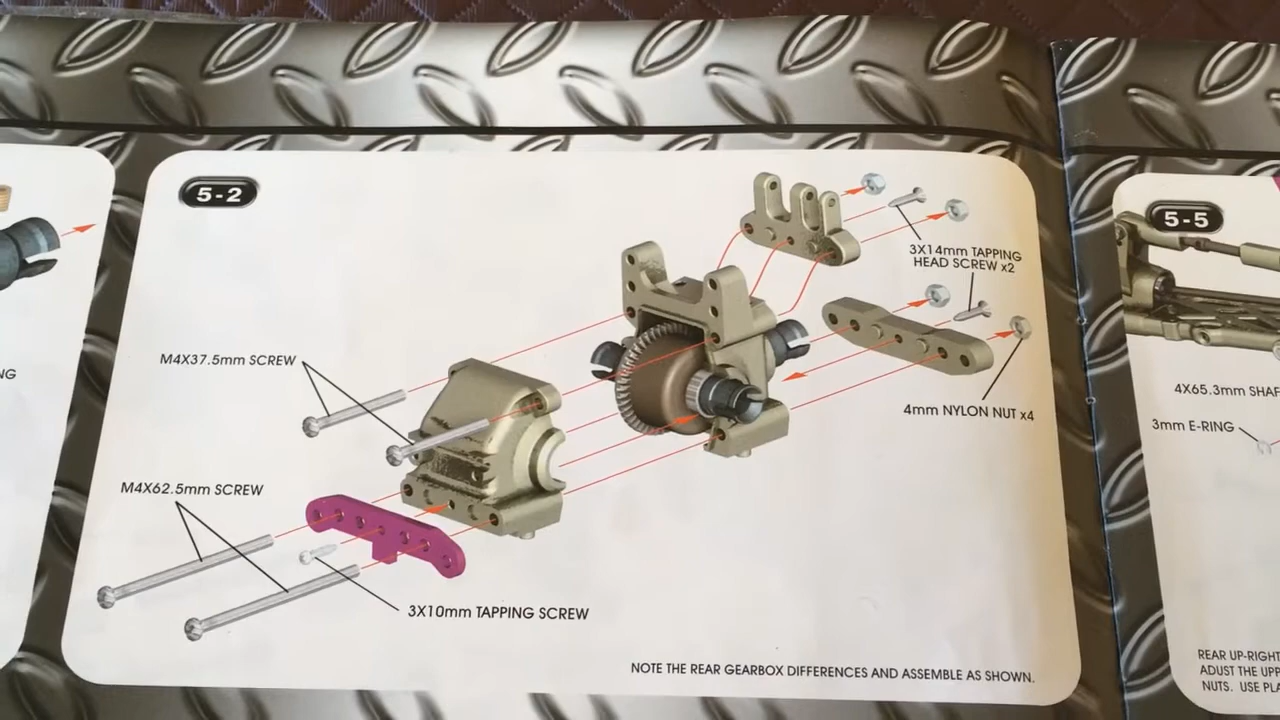 NG
5-2
3X14mm TAPPING
HEAD SCREW x2
M4X37.5mm SCREW
4mm NYLON NUT x4
M4X62.5mm SCREW
3X10mm TAPPING SCREW
NOTE THE REAR GEARBOX DIFFERENCES AND ASSEMBLE AS SHOWN.
5-5
4X65.3mm SHAF
3mm E-RING
REAR UP-RIGHT
ADUST THE UPP
NUTS. USE PLA